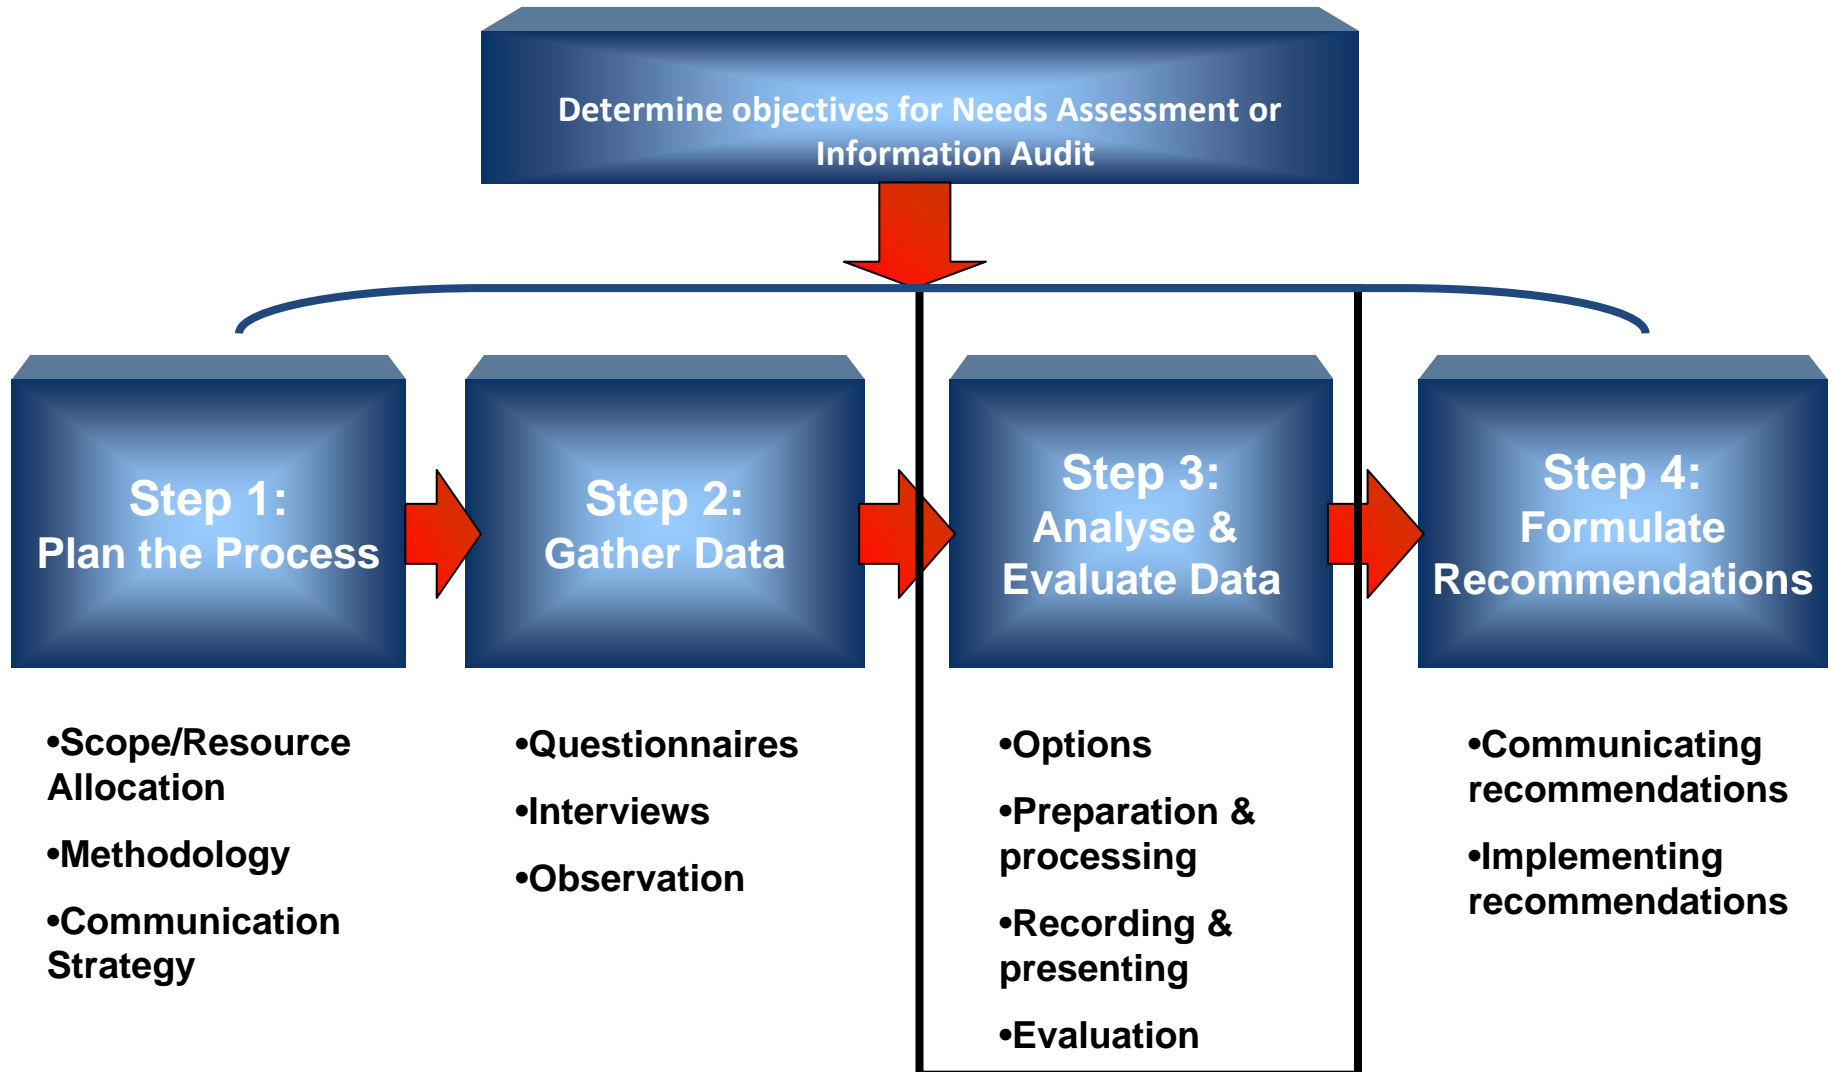 Determine objectives for Needs Assessment or
Information Audit
Step 1:
Plan the Process
Step 2:
Gather Data
Step 3:
Analyse &
Evaluate Data
Step 4:
Formulate
Recommendations
•Scope/Resource
Allocation
•Methodology
•Communication
Strategy
•Questionnaires
•Interviews
•Observation
•Options
•Preparation &
processing
•Recording &
presenting
•Evaluation
•Communicating
recommendations
•Implementing
recommendations